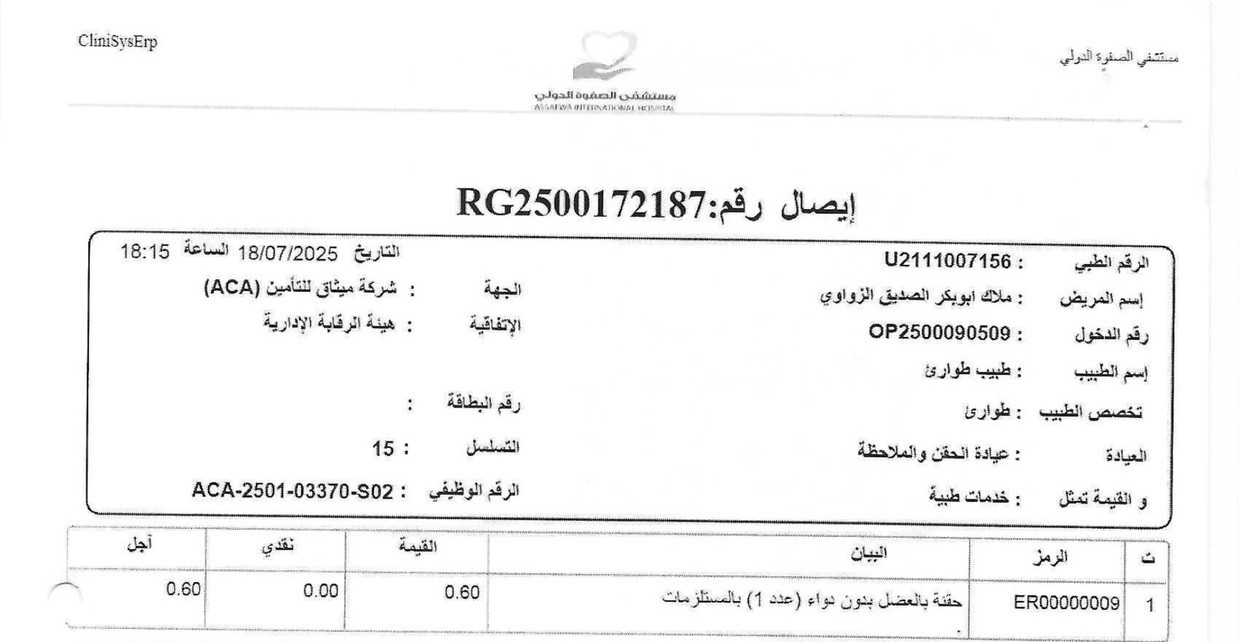 CliniSysErp
مستشفي الصفوة الدولي
مستشفى الصفوة الدولي
ASSAFWA INTERNATIONAL HOSPITAL
إيصال رقم:RG2500172187
الرقم الطبي : U2111007156
التاريخ 18/07/2025 الساعة 18:15
إسم المريض : ملاك ابوبكر الصديق الزواوي
الجهة : شركة ميثاق للتأمين (ACA)
رقم الدخول : OP2500090509
الإتفاقية : هيئة الرقابة الإدارية
إسم الطبيب : طبيب طوارئ
تخصص الطبيب : طوارئ
رقم البطاقة :
العيادة : عيادة الحقن والملاحظة
التسلسل : 15
و القيمة تمثل : خدمات طبية
الرقم الوظيفي : ACA-2501-03370-S02
ت الرمز البيان القيمة نقدي آجل
1 ER00000009 حقنة بالعضل بدون دواء (عدد 1) بالمستلزمات 0.60 0.00 0.60
.